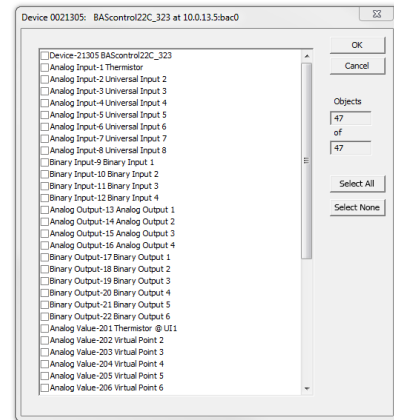 Device 0021305: BAScontrol22C_323 at 10.0.13.5:bac0
Device-21305 BAScontrol22C_323
Analog Input-1 Thermistor
Analog Input-2 Universal Input 2
Analog Input-3 Universal Input 3
Analog Input-4 Universal Input 4
Analog Input-5 Universal Input 5
Analog Input-6 Universal Input 6
Analog Input-7 Universal Input 7
Analog Input-8 Universal Input 8
Binary Input-9 Binary Input 1
Binary Input-10 Binary Input 2
Binary Input-11 Binary Input 3
Binary Input-12 Binary Input 4
Analog Output-13 Analog Output 1
Analog Output-14 Analog Output 2
Analog Output-15 Analog Output 3
Analog Output-16 Analog Output 4
Binary Output-17 Binary Output 1
Binary Output-18 Binary Output 2
Binary Output-19 Binary Output 3
Binary Output-20 Binary Output 4
Binary Output-21 Binary Output 5
Binary Output-22 Binary Output 6
Analog Value-201 Thermistor @ UI1
Analog Value-202 Virtual Point 2
Analog Value-203 Virtual Point 3
Analog Value-204 Virtual Point 4
Analog Value-205 Virtual Point 5
Analog Value-206 Virtual Point 6
OK
Cancel
Objects
47
of
47
Select All
Select None